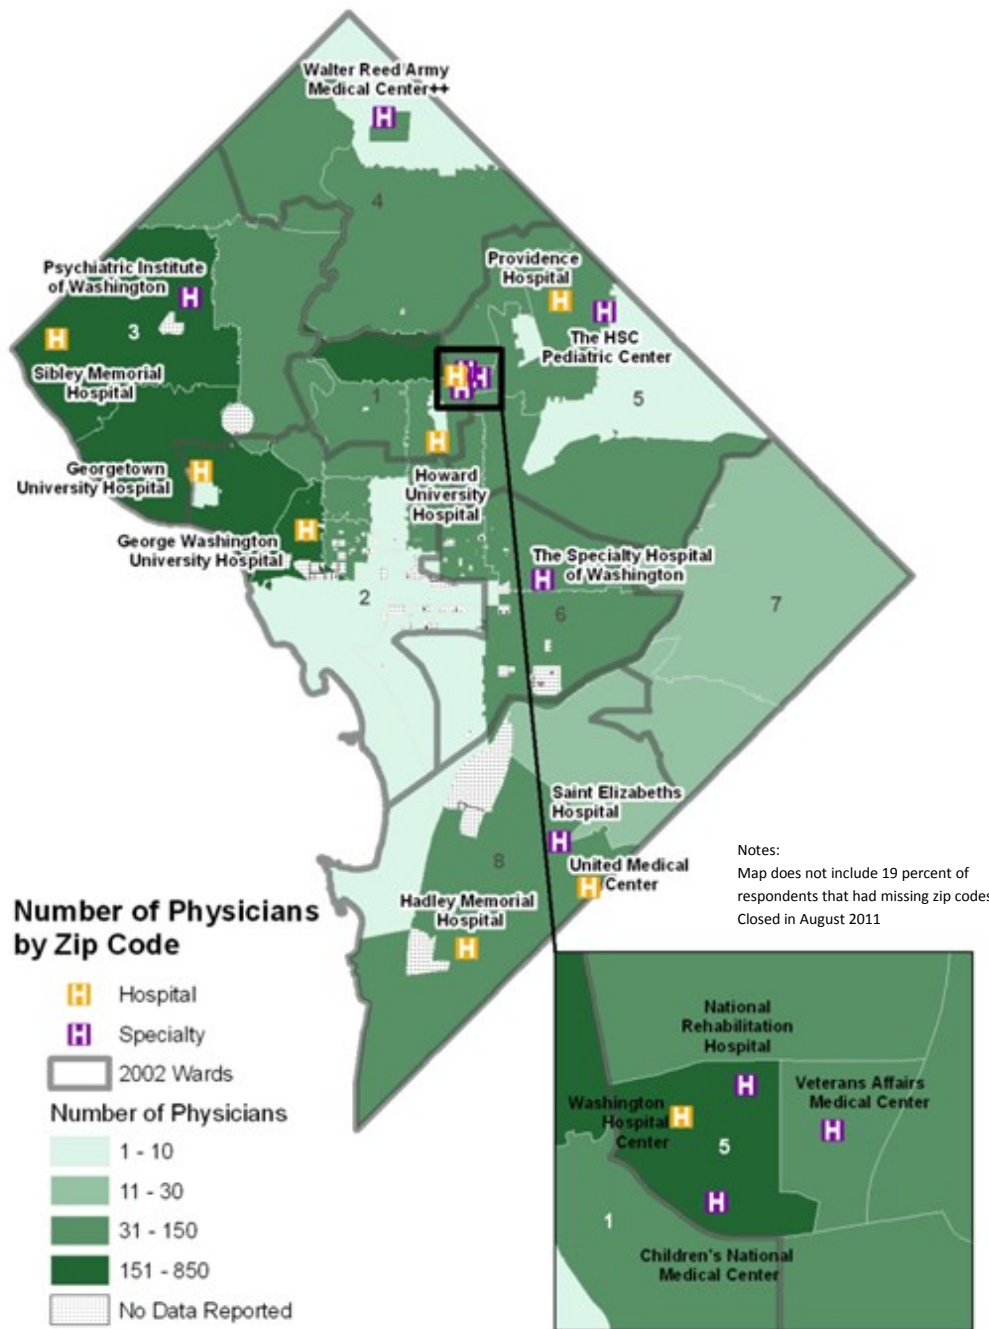 Walter Reed Army
Medical Center++
4
Providence
Hospital
Psychiatric Institute
of Washington
3
The HSC
Pediatric Center
Sibley Memorial
Hospital
1
5
Georgetown
University Hospital
Howard
University
Hospital
George Washington
University Hospital
The Specialty Hospital
of Washington
2
6
7
Saint Elizabeths
Hospital
8
United Medical
Center
Hadley Memorial
Hospital
Notes:
Map does not include 19 percent of
respondents that had missing zip codes
Closed in August 2011
Number of Physicians
by Zip Code
H Hospital
H Specialty
2002 Wards
Number of Physicians
1 - 10
11 - 30
31 - 150
151 - 850
No Data Reported
National
Rehabilitation
Hospital
Veterans Affairs
Medical Center
Washington
Hospital
Center
5
1
Children's National
Medical Center